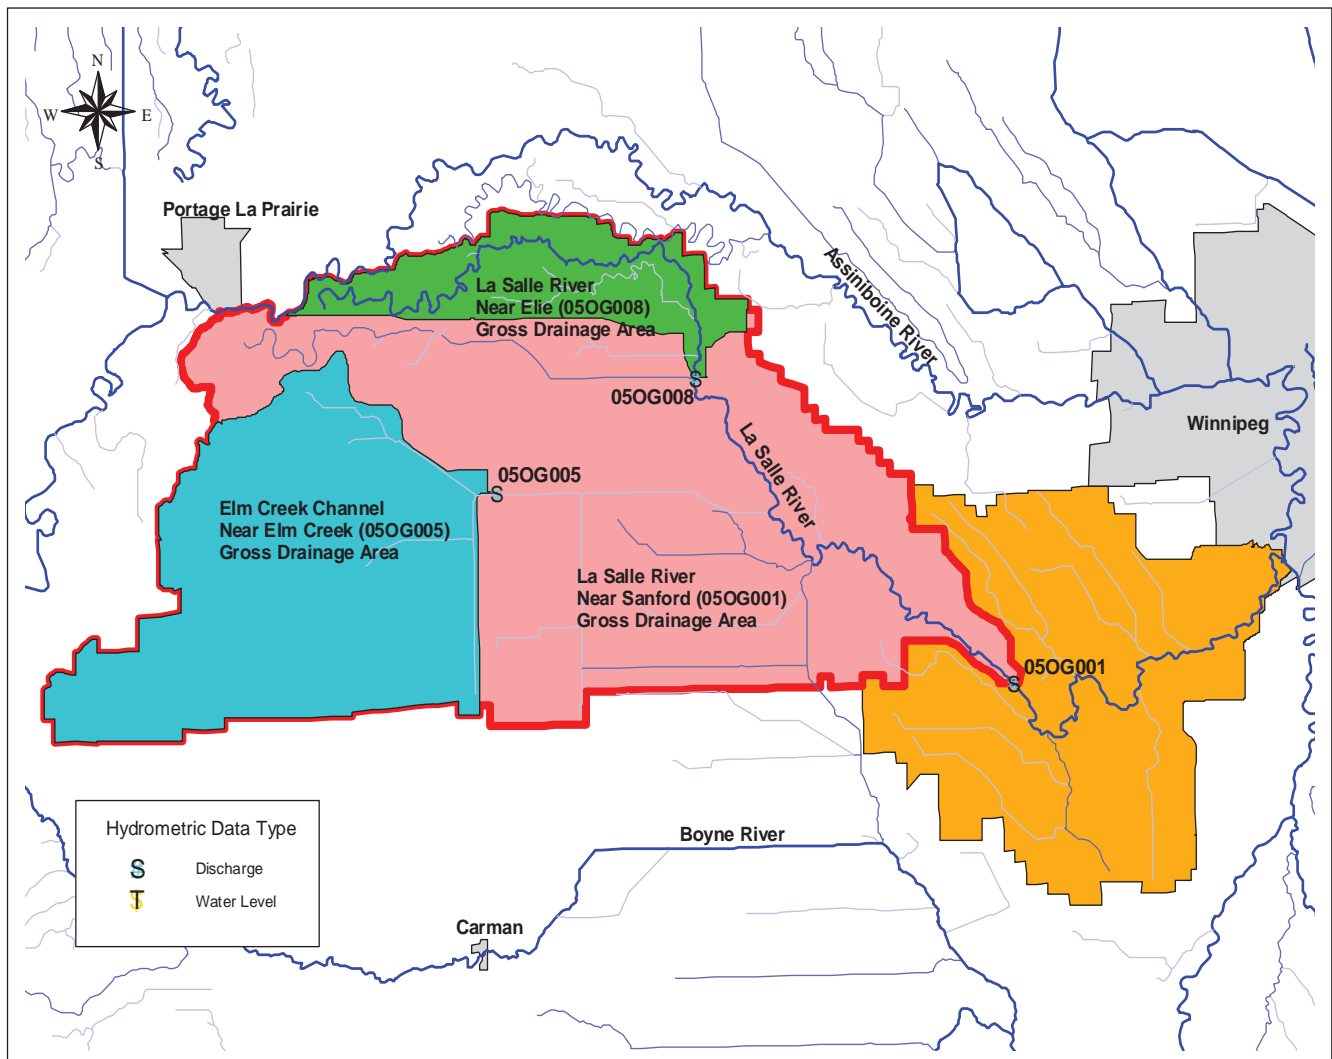 N
W
E
S
Portage La Prairie
Assiniboine River
La Salle River
Near Elie (05OG008)
Gross Drainage Area
05OG008
Winnipeg
La Salle River
05OG005
Elm Creek Channel
Near Elm Creek (05OG005)
Gross Drainage Area
La Salle River
Near Sanford (05OG001)
Gross Drainage Area
05OG001
Hydrometric Data Type
S Discharge
Water Level
Boyne River
Carman